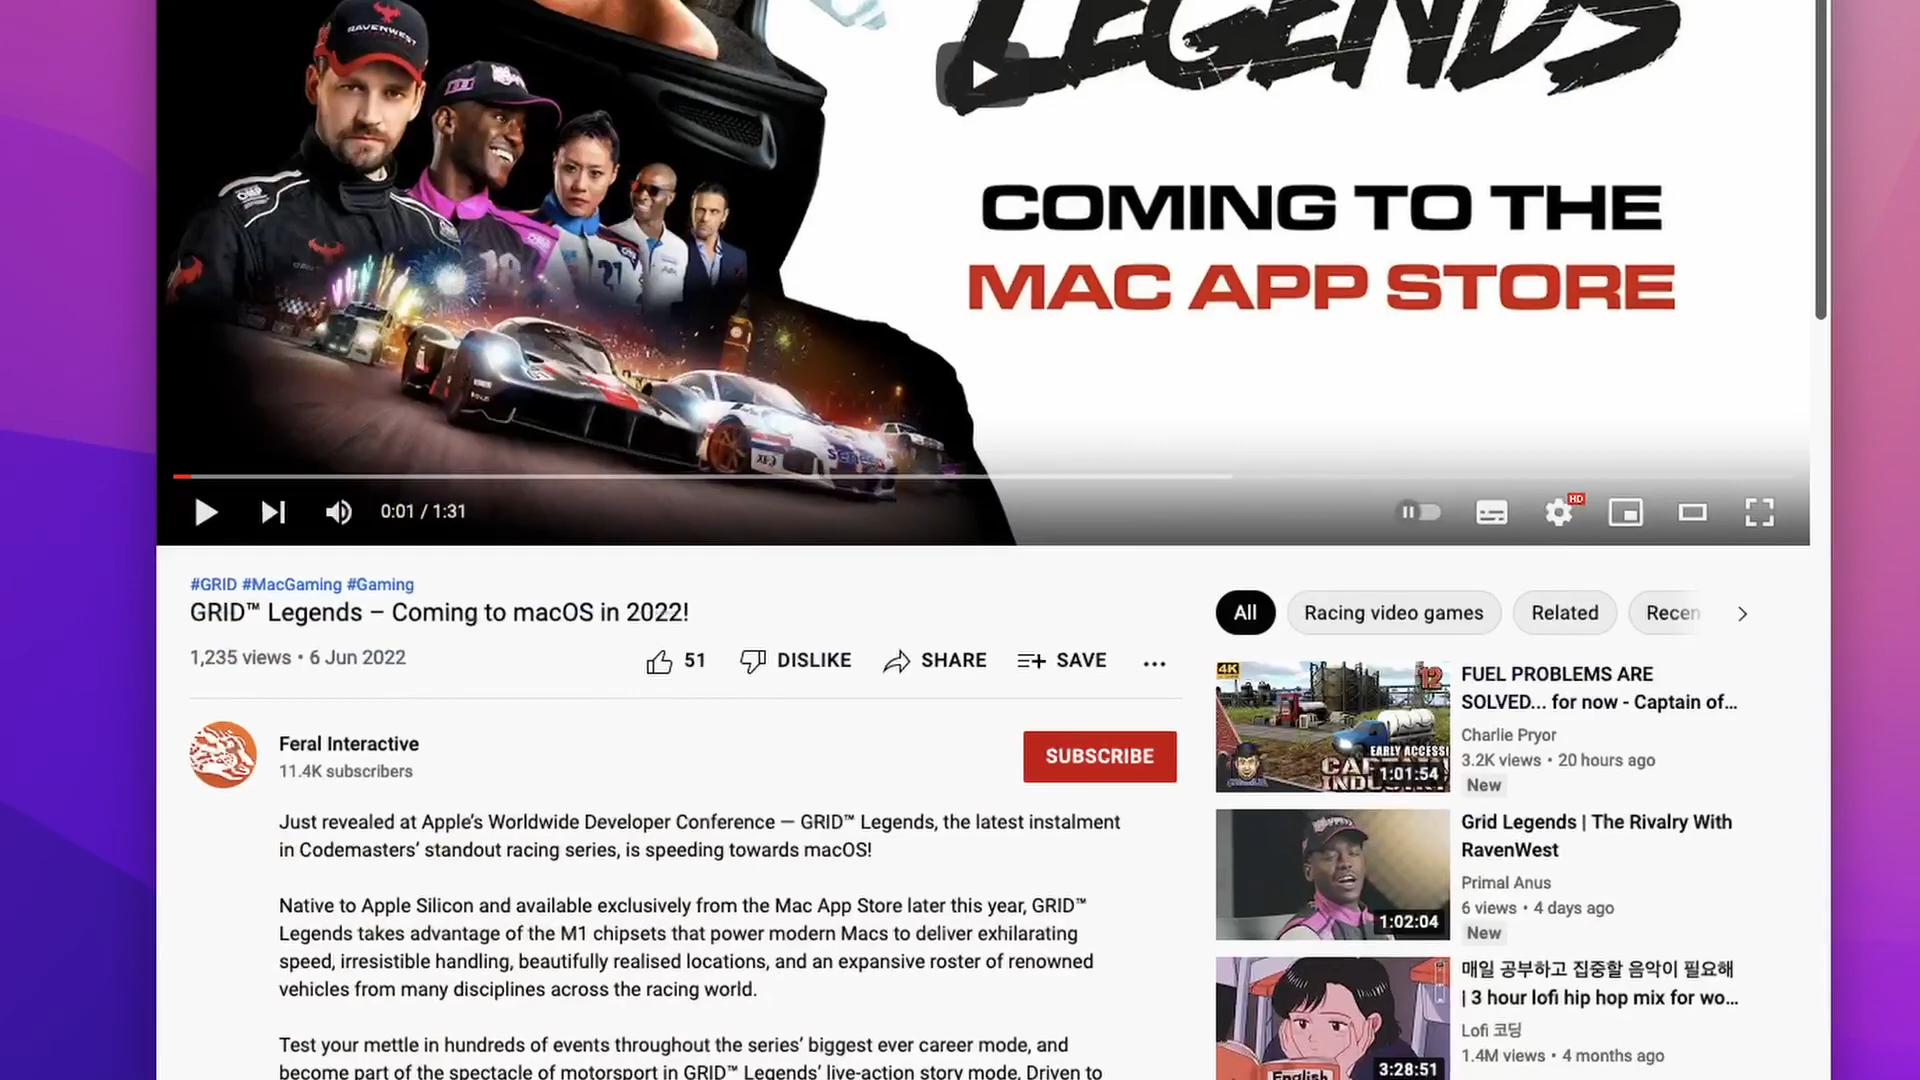 RAVENWEST
LEGENDS
COMING TO THE
MAC APP STORE
OMP
18
27
0:01 / 1:31
HD
#GRID #MacGaming #Gaming
GRID™ Legends – Coming to macOS in 2022!
1,235 views • 6 Jun 2022
51
DISLIKE
SHARE
SAVE
Feral Interactive
11.4K subscribers
SUBSCRIBE
Just revealed at Apple’s Worldwide Developer Conference — GRID™ Legends, the latest instalment
in Codemasters’ standout racing series, is speeding towards macOS!
Native to Apple Silicon and available exclusively from the Mac App Store later this year, GRID™
Legends takes advantage of the M1 chipsets that power modern Macs to deliver exhilarating
speed, irresistible handling, beautifully realised locations, and an expansive roster of renowned
vehicles from many disciplines across the racing world.
Test your mettle in hundreds of events throughout the series’ biggest ever career mode, and
become part of the spectacle of motorsport in GRID™ Legends’ live-action story mode, Driven to
All
Racing video games
Related
Recen
4K
12
EARLY ACCESS
1:01:54
FUEL PROBLEMS ARE
SOLVED... for now - Captain of...
Charlie Pryor
3.2K views • 20 hours ago
New
1:02:04
Grid Legends | The Rivalry With
RavenWest
Primal Anus
6 views • 4 days ago
New
English
3:28:51
매일 공부하고 집중할 음악이 필요해
| 3 hour lofi hip hop mix for wo...
Lofi 코딩
1.4M views • 4 months ago